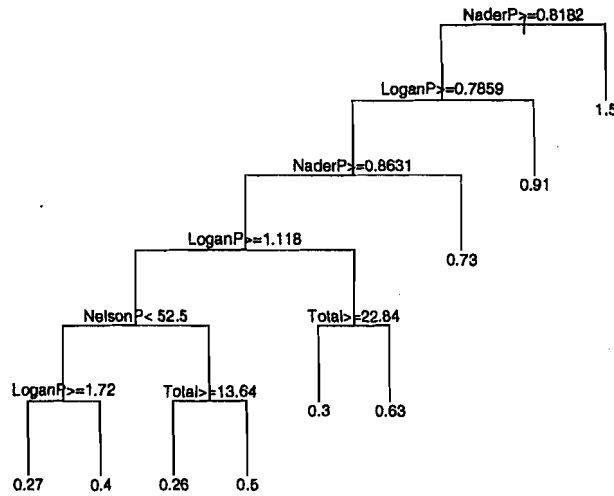 NaderP>=0.8182
LoganP>=0.7859
1.5
NaderP>=0.8631
0.91
LoganP>=1.118
0.73
NelsonP< 52.5
Total>=22.84
LoganP>=1.72
Total>=13.64
0.3
0.63
0.27
0.4
0.26
0.5